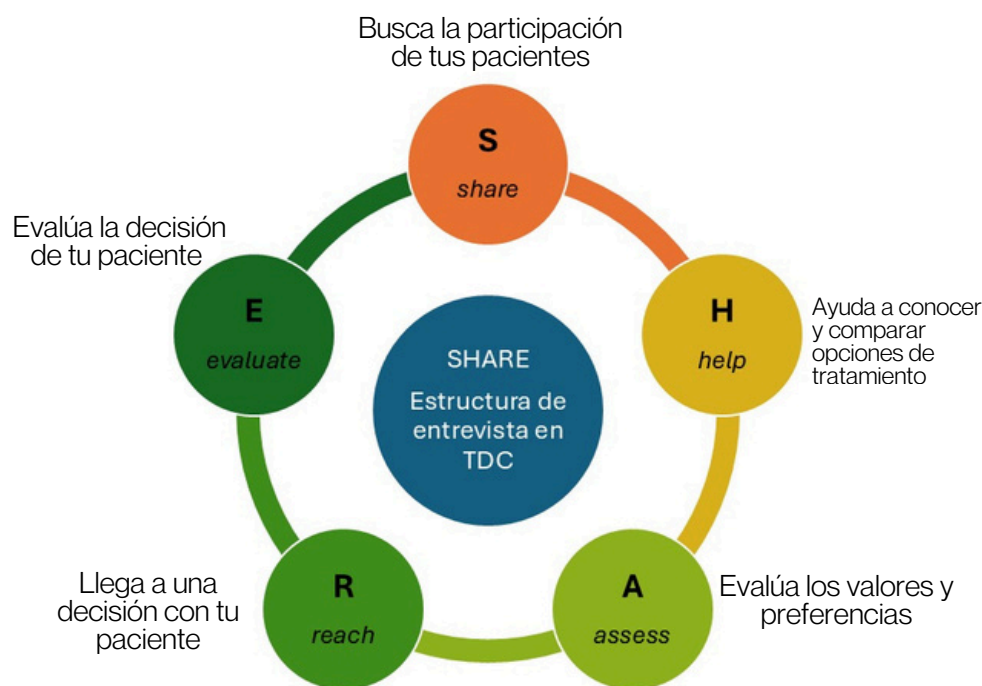 Busca la participación
de tus pacientes
S
share
Ayuda a conocer
y comparar
opciones de
tratamiento
H
help
Evalúa los valores y
preferencias
A
assess
Llega a una
decisión con tu
paciente
R
reach
Evalúa la decisión
de tu paciente
E
evaluate
SHARE
Estructura de
entrevista en
TDC